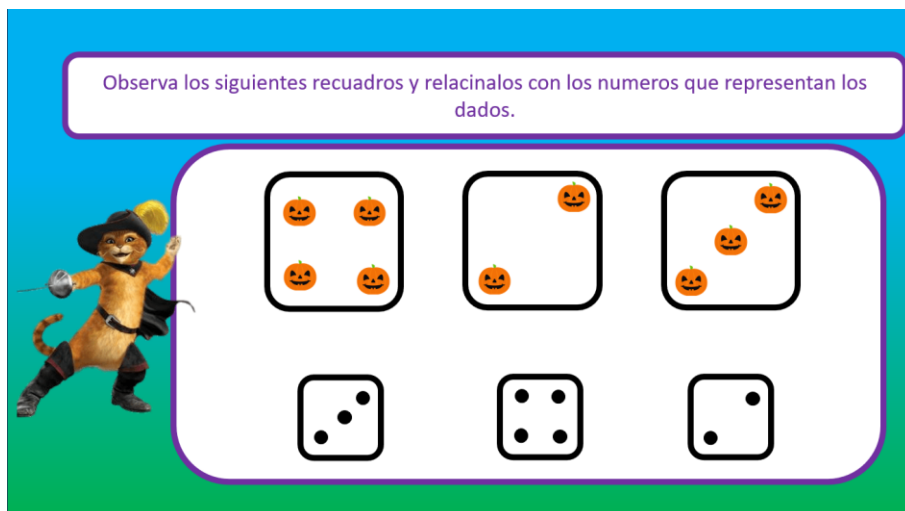 Observa los siguientes recuadros y relacinalos con los numeros que representan los
dados.